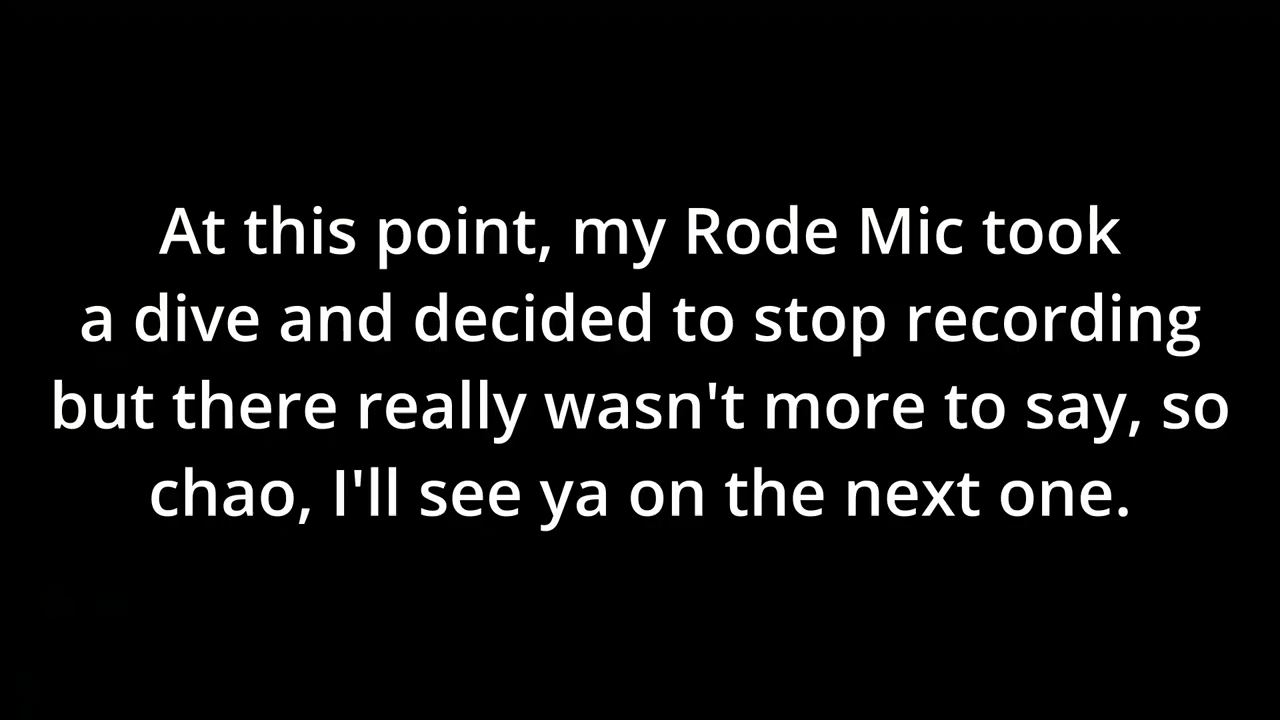 At this point, my Rode Mic took
a dive and decided to stop recording
but there really wasn't more to say, so
chao, I'll see ya on the next one.